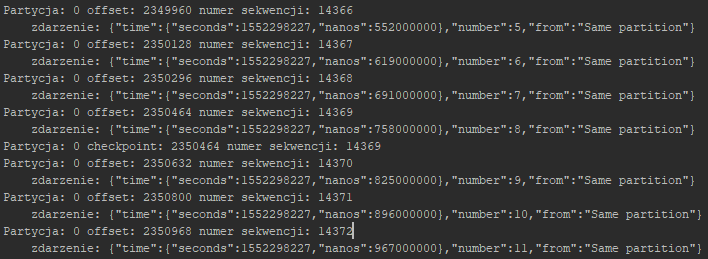 Partycja: 0 offset: 2349960 numer sekwencji: 14366
zdarzenie: {"time":{"seconds":1552298227,"nanos":552000000},"number":5,"from":"Same partition"}
Partycja: 0 offset: 2350128 numer sekwencji: 14367
zdarzenie: {"time":{"seconds":1552298227,"nanos":619000000},"number":6,"from":"Same partition"}
Partycja: 0 offset: 2350296 numer sekwencji: 14368
zdarzenie: {"time":{"seconds":1552298227,"nanos":691000000},"number":7,"from":"Same partition"}
Partycja: 0 offset: 2350464 numer sekwencji: 14369
zdarzenie: {"time":{"seconds":1552298227,"nanos":758000000},"number":8,"from":"Same partition"}
Partycja: 0 checkpoint: 2350464 numer sekwencji: 14369
Partycja: 0 offset: 2350632 numer sekwencji: 14370
zdarzenie: {"time":{"seconds":1552298227,"nanos":825000000},"number":9,"from":"Same partition"}
Partycja: 0 offset: 2350800 numer sekwencji: 14371
zdarzenie: {"time":{"seconds":1552298227,"nanos":896000000},"number":10,"from":"Same partition"}
Partycja: 0 offset: 2350968 numer sekwencji: 14372
zdarzenie: {"time":{"seconds":1552298227,"nanos":967000000},"number":11,"from":"Same partition"}